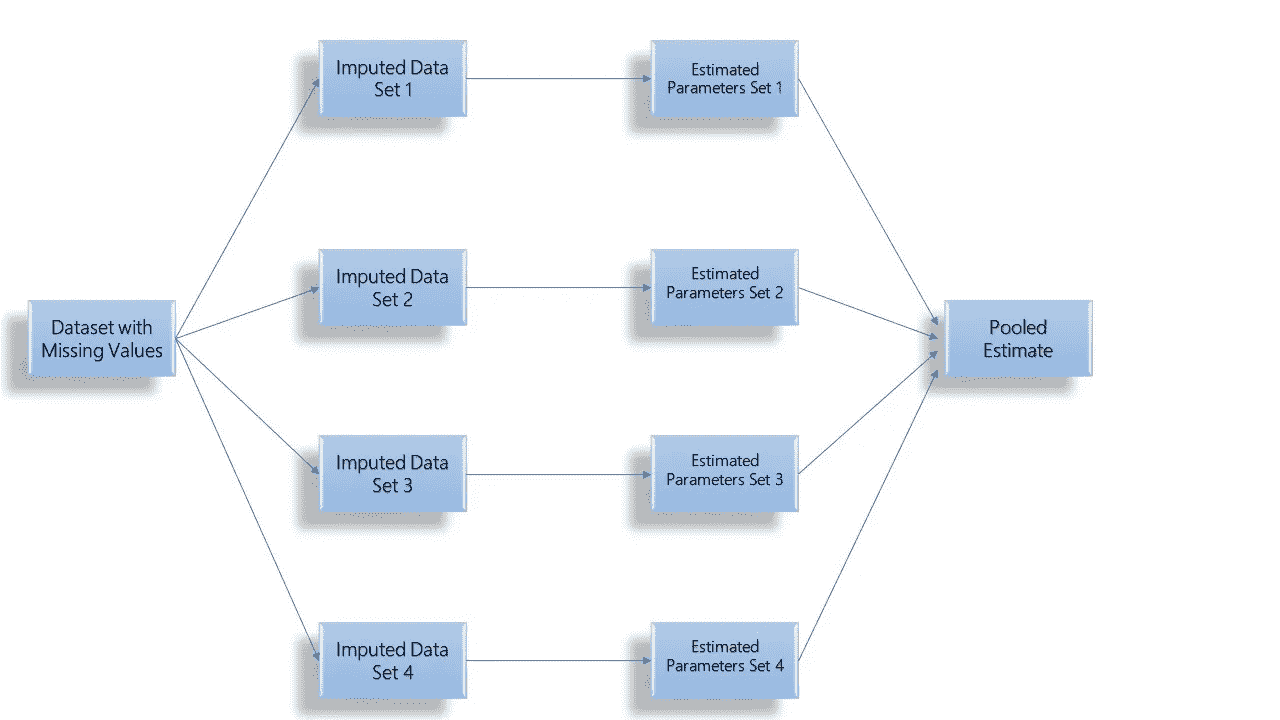 Imputed Data
Set 1
Estimated
Parameters Set 1
Imputed Data
Set 2
Estimated
Parameters Set 2
Dataset with
Missing Values
Pooled
Estimate
Imputed Data
Set 3
Estimated
Parameters Set 3
Imputed Data
Set 4
Estimated
Parameters Set 4